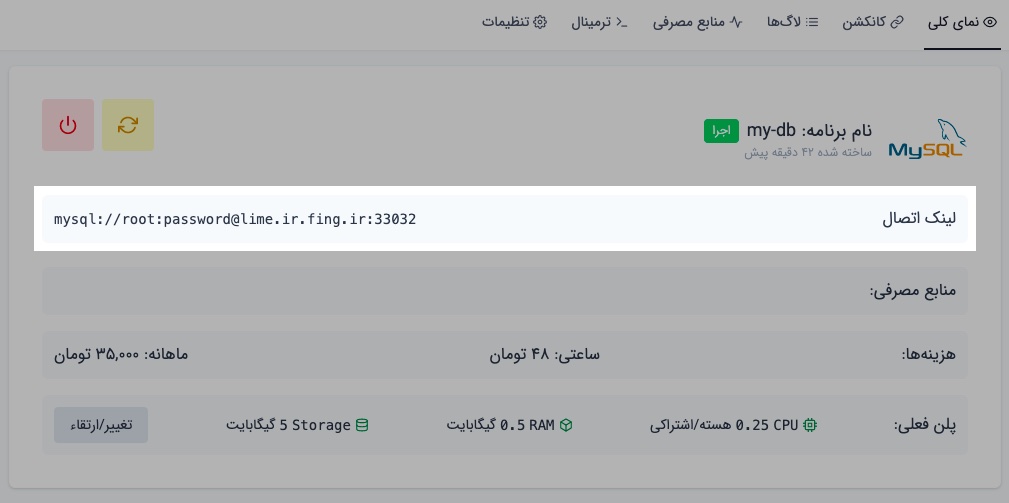 نمای کلی
کانکشن
لاگ‌ها
منابع مصرفی
ترمینال
تنظیمات
MySQL
نام برنامه: my-db اجرا
ساخته شده ۴۲ دقیقه پیش
لینک اتصال mysql://root:password@lime.ir.fing.ir:33032
منابع مصرفی:
هزینه‌ها: ساعتی: ۴۸ تومان ماهانه: ۳۵,۰۰۰ تومان
پلن فعلی: CPU 0.25 هسته/اشتراکی RAM 0.5 گیگابایت Storage 5 گیگابایت تغییر/ارتقاء